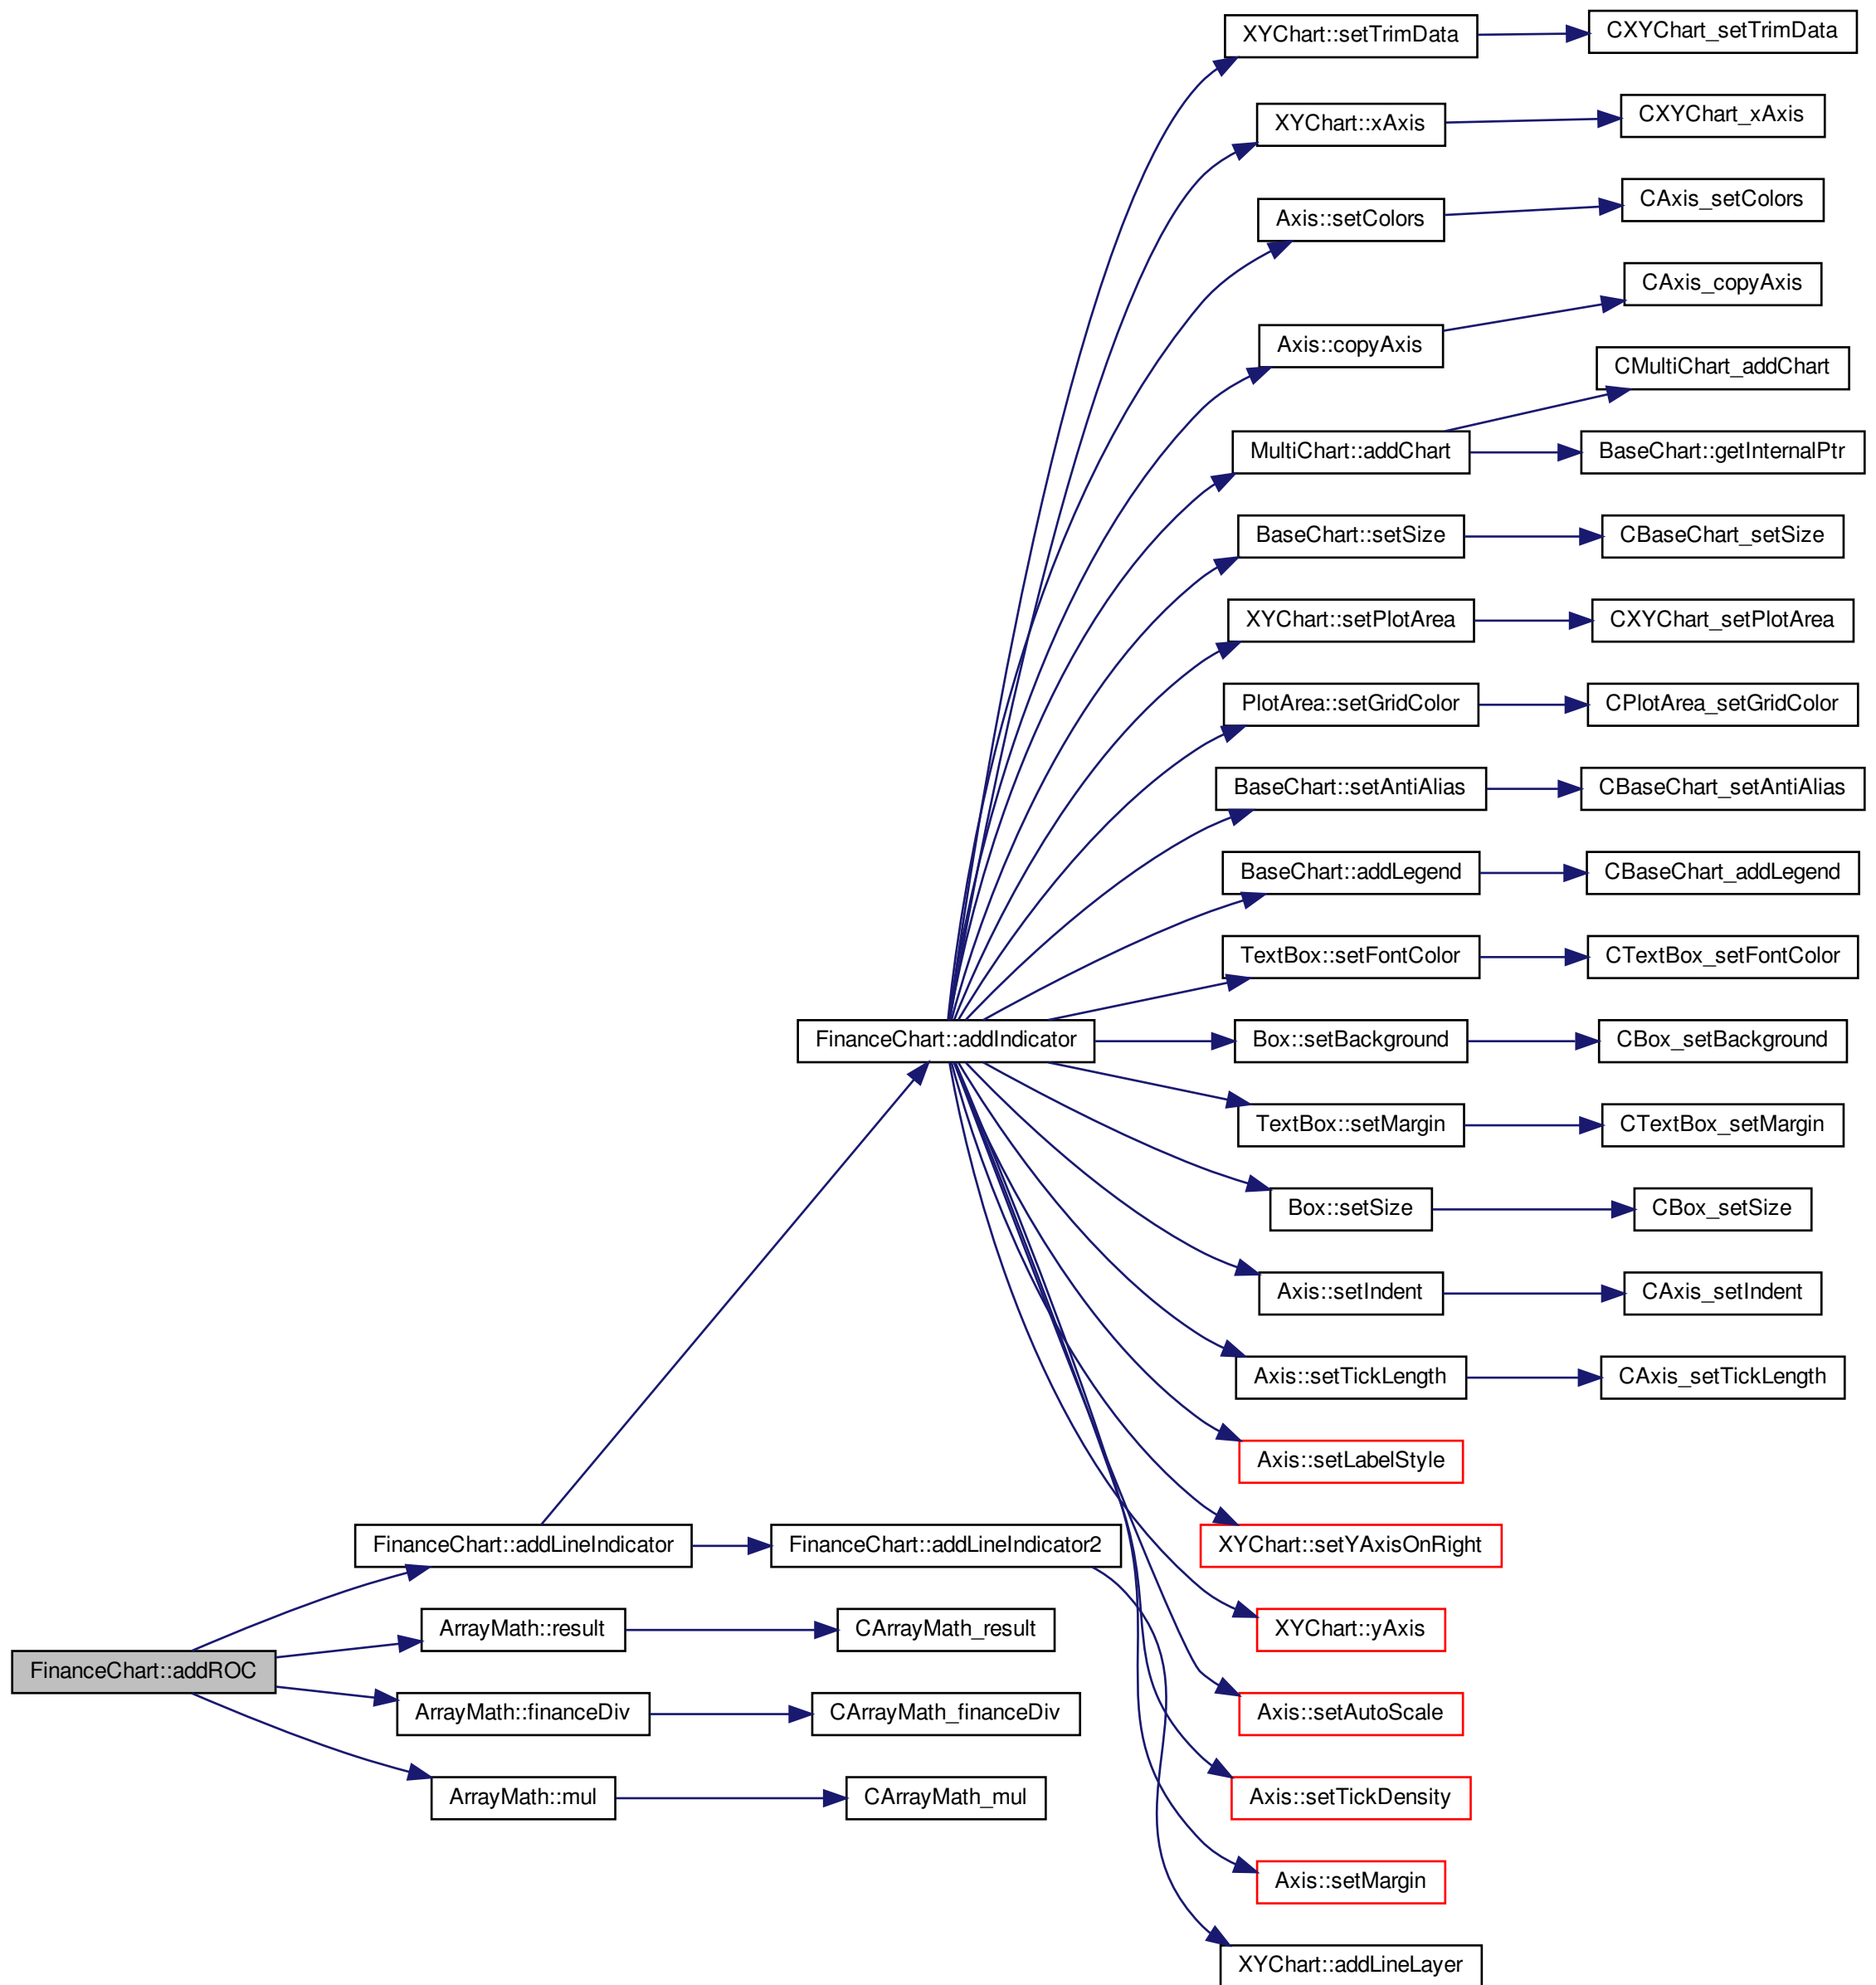 XYChart::setTrimData
CXYChart_setTrimData
XYChart::xAxis
CXYChart_xAxis
Axis::setColors
CAxis_setColors
Axis::copyAxis
CAxis_copyAxis
CMultiChart_addChart
MultiChart::addChart
BaseChart::getInternalPtr
BaseChart::setSize
CBaseChart_setSize
XYChart::setPlotArea
CXYChart_setPlotArea
PlotArea::setGridColor
CPlotArea_setGridColor
BaseChart::setAntiAlias
CBaseChart_setAntiAlias
BaseChart::addLegend
CBaseChart_addLegend
TextBox::setFontColor
CTextBox_setFontColor
FinanceChart::addIndicator
Box::setBackground
CBox_setBackground
TextBox::setMargin
CTextBox_setMargin
Box::setSize
CBox_setSize
Axis::setIndent
CAxis_setIndent
Axis::setTickLength
CAxis_setTickLength
Axis::setLabelStyle
FinanceChart::addLineIndicator
FinanceChart::addLineIndicator2
XYChart::setYAxisOnRight
ArrayMath::result
CArrayMath_result
XYChart::yAxis
FinanceChart::addROC
ArrayMath::financeDiv
CArrayMath_financeDiv
Axis::setAutoScale
ArrayMath::mul
CArrayMath_mul
Axis::setTickDensity
Axis::setMargin
XYChart::addLineLayer